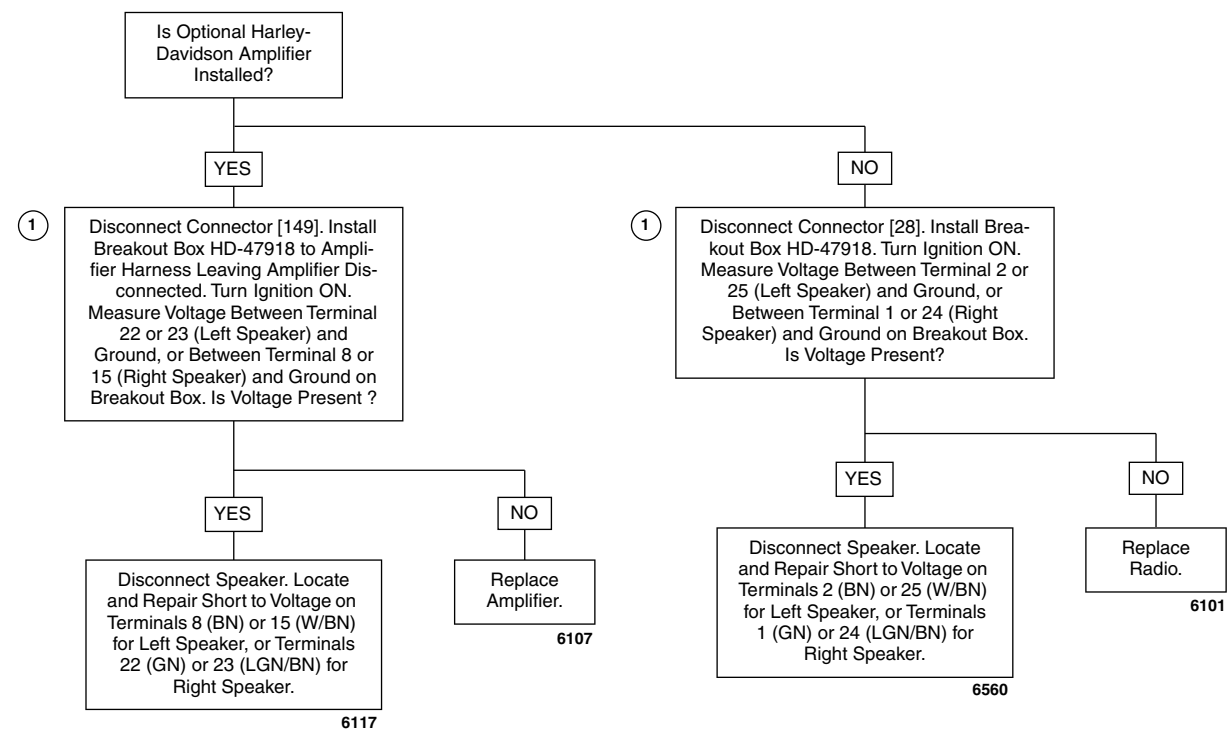 Is Optional Harley-
Davidson Amplifier
Installed?
YES
NO
1
Disconnect Connector [149]. Install
Breakout Box HD-47918 to Ampli-
fier Harness Leaving Amplifier Dis-
connected. Turn Ignition ON.
Measure Voltage Between Terminal
22 or 23 (Left Speaker) and
Ground, or Between Terminal 8 or
15 (Right Speaker) and Ground on
Breakout Box. Is Voltage Present ?
1
Disconnect Connector [28]. Install Brea-
kout Box HD-47918. Turn Ignition ON.
Measure Voltage Between Terminal 2 or
25 (Left Speaker) and Ground, or
Between Terminal 1 or 24 (Right
Speaker) and Ground on Breakout Box.
Is Voltage Present?
YES
NO
YES
NO
Disconnect Speaker. Locate
and Repair Short to Voltage on
Terminals 8 (BN) or 15 (W/BN)
for Left Speaker, or Terminals
22 (GN) or 23 (LGN/BN) for
Right Speaker.
6117
Replace
Amplifier.
6107
Disconnect Speaker. Locate
and Repair Short to Voltage on
Terminals 2 (BN) or 25 (W/BN)
for Left Speaker, or Terminals
1 (GN) or 24 (LGN/BN) for
Right Speaker.
6560
Replace
Radio.
6101